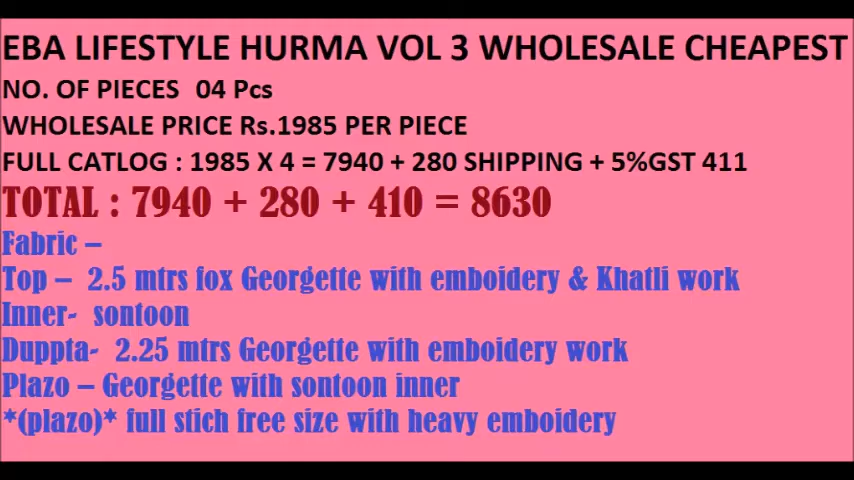 EBA LIFESTYLE HURMA VOL 3 WHOLESALE CHEAPEST
NO. OF PIECES 04 Pcs
WHOLESALE PRICE Rs.1985 PER PIECE
FULL CATLOG : 1985 X 4 = 7940 + 280 SHIPPING + 5%GST 411
TOTAL : 7940 + 280 + 410 = 8630
Fabric –
Top – 2.5 mtrs fox Georgette with emboidery & Khatli work
Inner- sontoon
Duppta- 2.25 mtrs Georgette with emboidery work
Plazo – Georgette with sontoon inner
*(plazo)* full stich free size with heavy emboidery